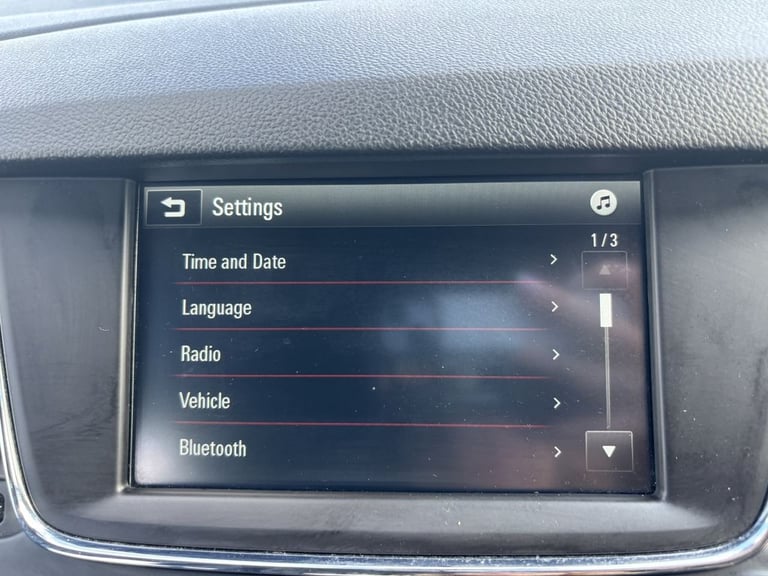 Settings
1/3
Time and Date
Language
Radio
Vehicle
Bluetooth